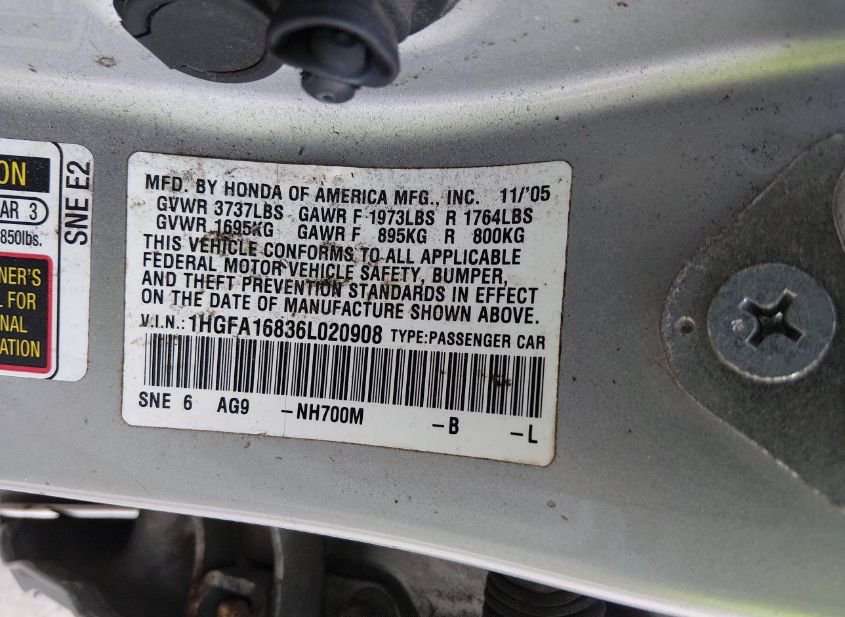 ON
AR 3
850lbs.
NER'S
L FOR
NAL
ATION
SNE E2
MFD. BY HONDA OF AMERICA MFG., INC. 11/'05
GVWR 3737LBS GAWR F 1973LBS R 1764LBS
GVWR 1695KG GAWR F 895KG R 800KG
THIS VEHICLE CONFORMS TO ALL APPLICABLE
FEDERAL MOTOR VEHICLE SAFETY, BUMPER,
AND THEFT PREVENTION STANDARDS IN EFFECT
ON THE DATE OF MANUFACTURE SHOWN ABOVE.
V.I.N.: 1HGFA16836L020908 TYPE:PASSENGER CAR
SNE 6 AG9 -NH700M -B -L